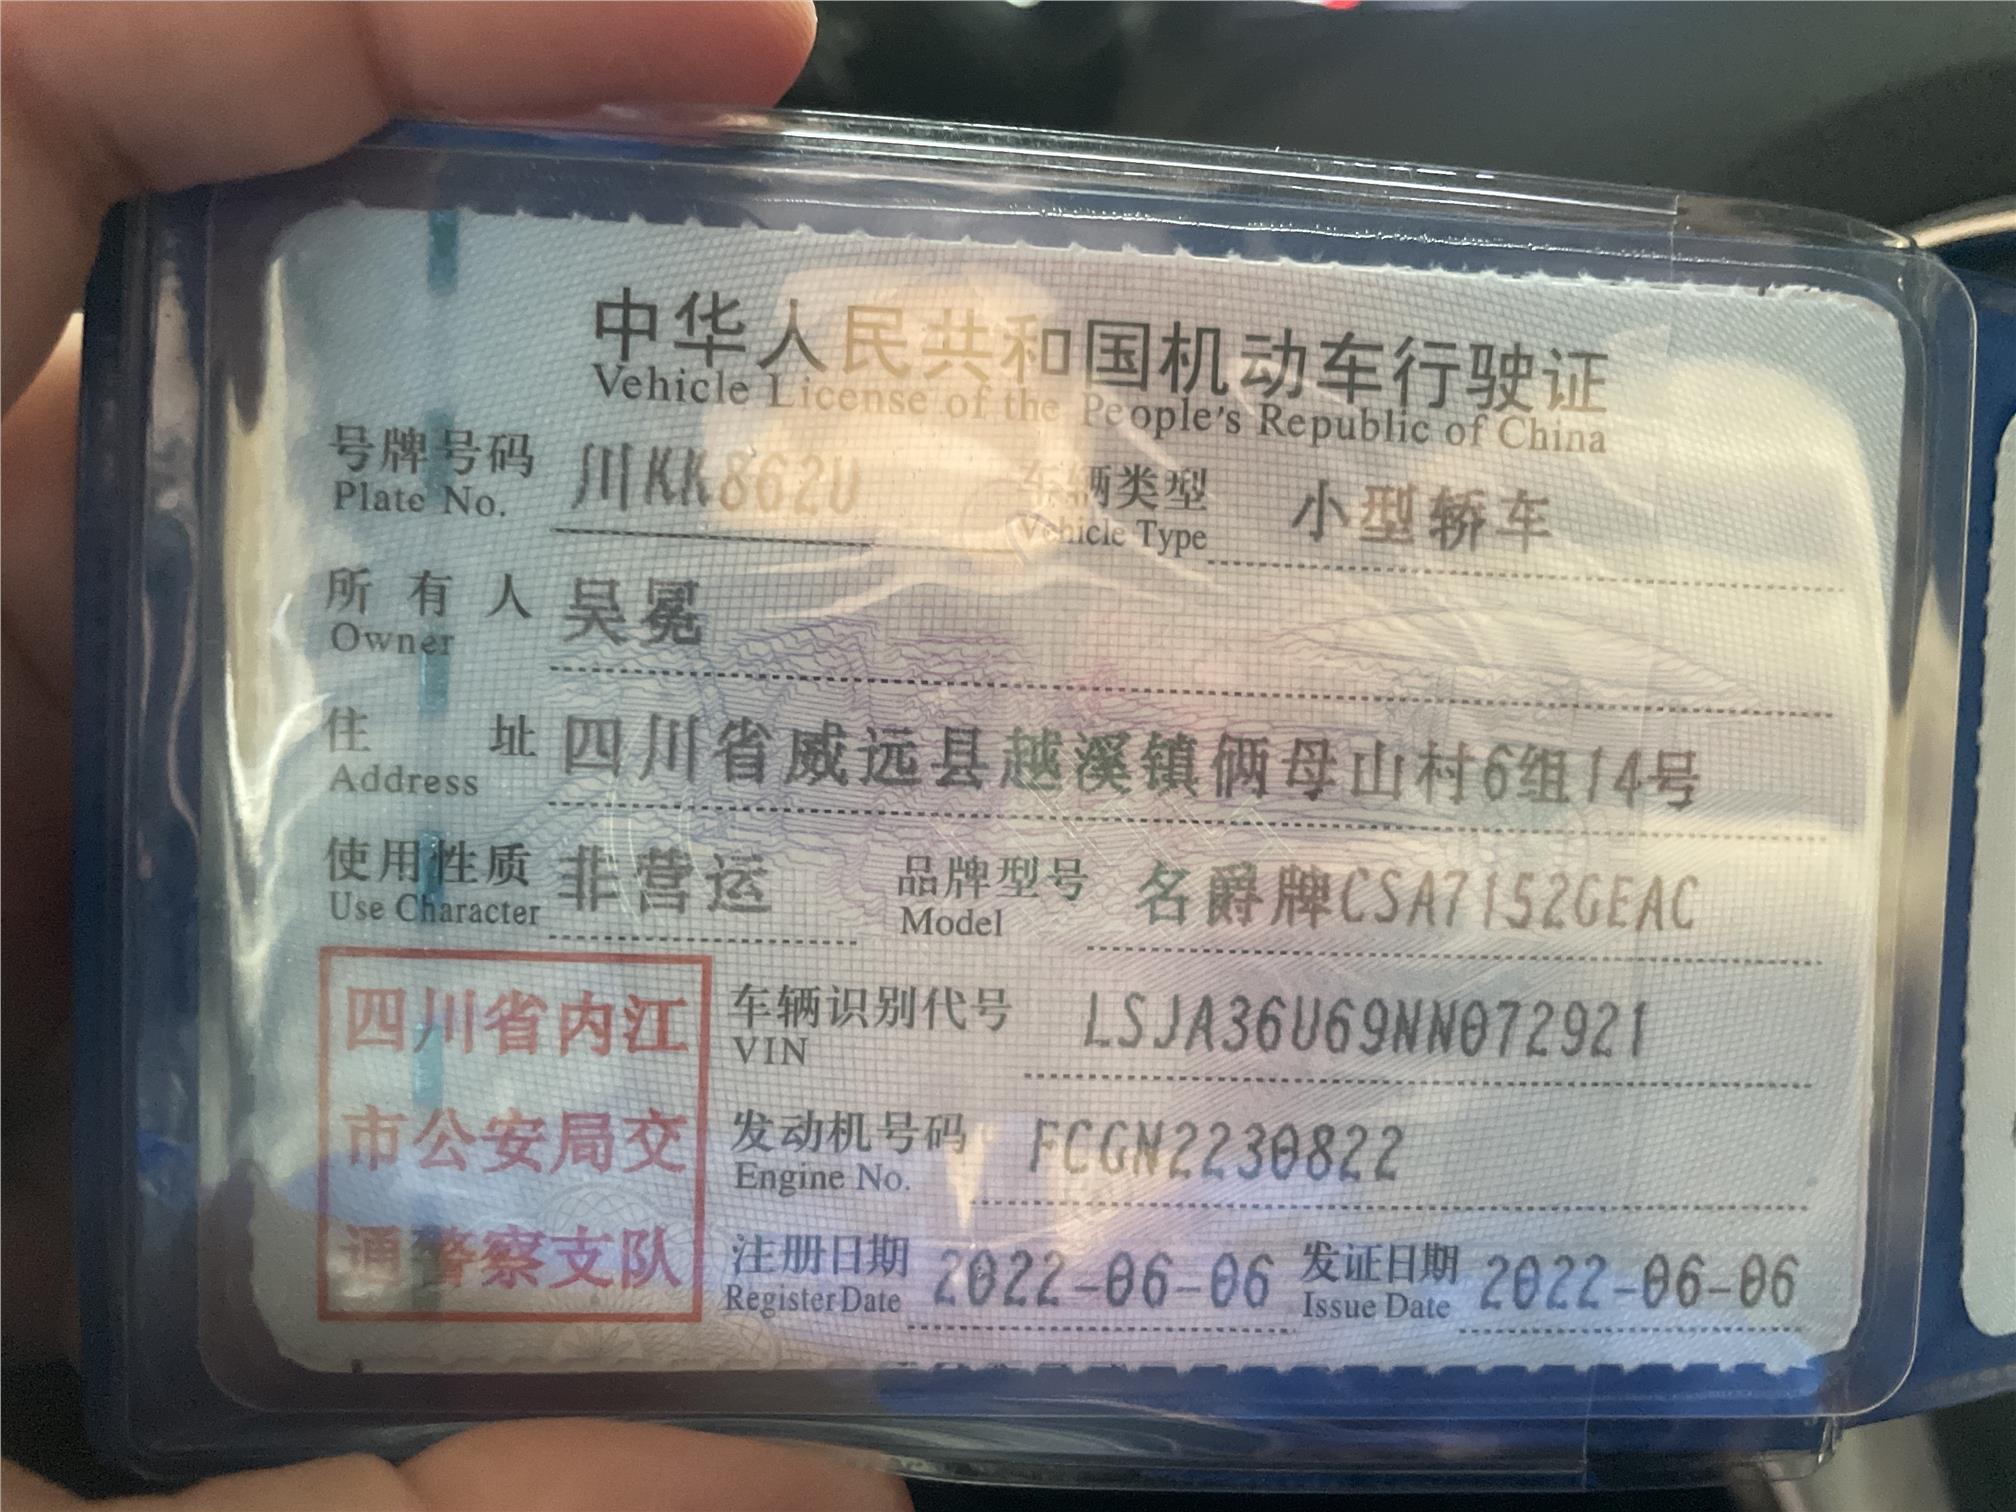 中华人民共和国机动车行驶证
Vehicle License of the People's Republic of China
号牌号码 川KK862U 车辆类型 小型轿车
Plate No. Vehicle Type
所有人 吴冕
Owner
住址 四川省威远县越溪镇俩母山村6组14号
Address
使用性质 非营运 品牌型号 名爵牌CSA7152GEAC
Use Character Model
四川省内江
市公安局交
通警察支队
车辆识别代号 LSJA36U69NN072921
VIN
发动机号码 FCGN2230822
Engine No.
注册日期 2022-06-06 发证日期 2022-06-06
Register Date Issue Date